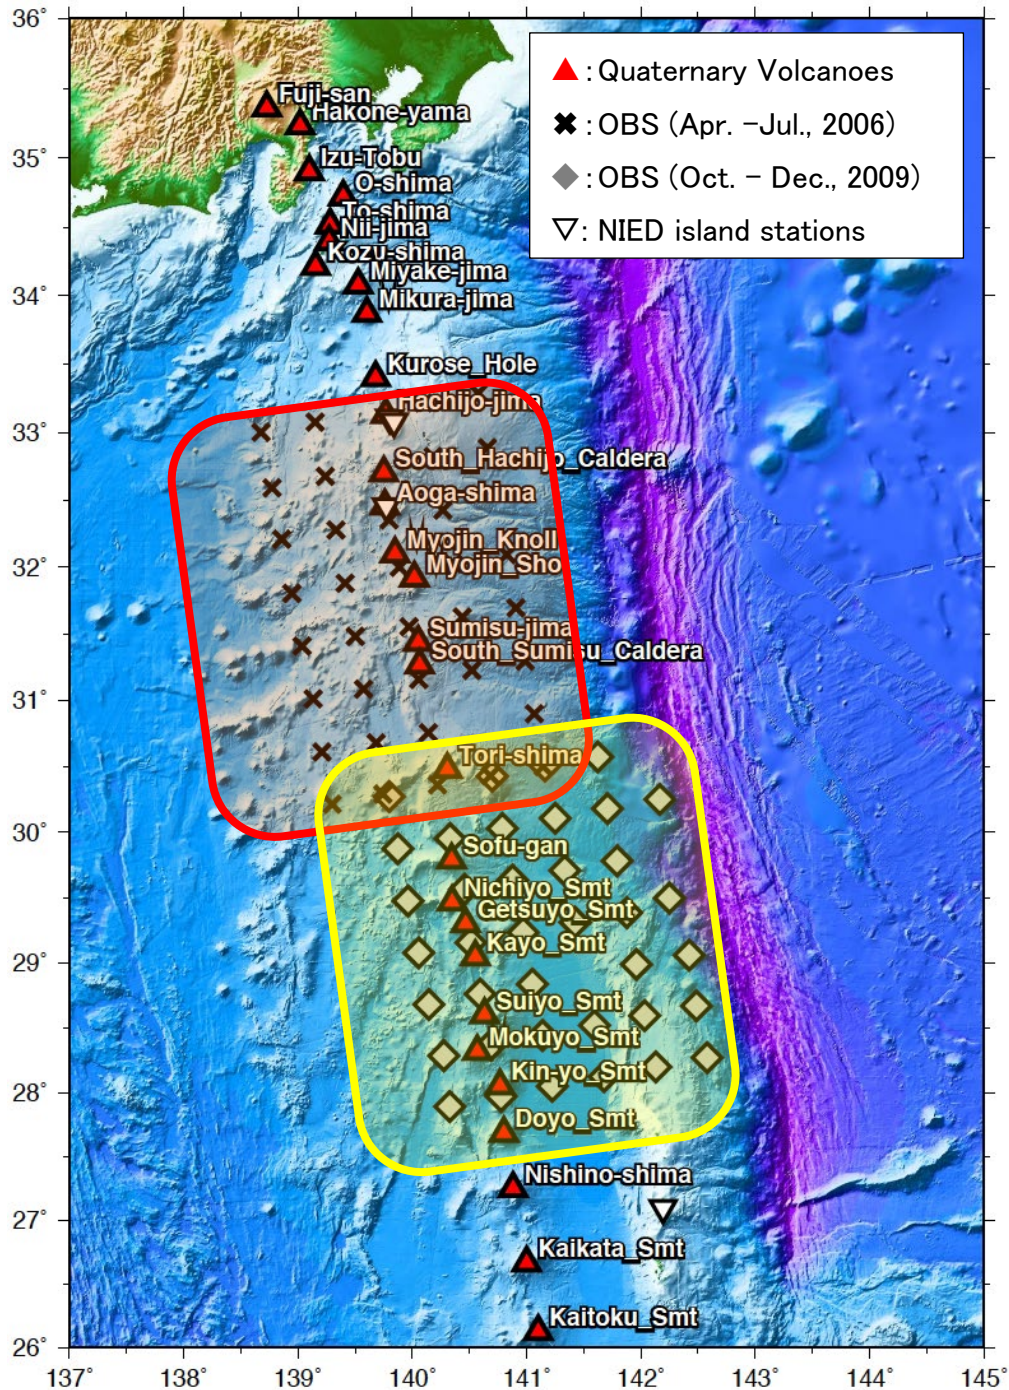 36°
35°
34°
33°
32°
31°
30°
29°
28°
27°
26°
137°
138°
139°
140°
141°
142°
143°
144°
145°
▲ : Quaternary Volcanoes
✖ : OBS (Apr. -Jul., 2006)
◆ : OBS (Oct. - Dec., 2009)
▽: NIED island stations
Fuji-san
Hakone-yama
Izu-Tobu
O-shima
To-shima
Nii-jima
Kozu-shima
Miyake-jima
Mikura-jima
Kurose_Hole
Hachijo-jima
South_Hachijo_Caldera
Aoga-shima
Myojin_Knoll
Myojin_Sho
Sumisu-jima
South_Sumisu_Caldera
Tori-shima
Sofu-gan
Nichiyo_Smt
Getsuyo_Smt
Kayo_Smt
Suiyo_Smt
Mokuyo_Smt
Kin-yo_Smt
Doyo_Smt
Nishino-shima
Kaikata_Smt
Kaitoku_Smt